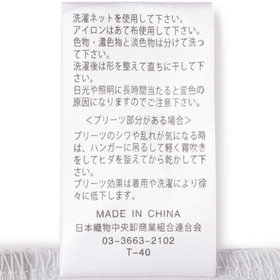 洗濯ネットを使用して下さい。
アイロンはあて布使用して下さい。
色物・濃色物と淡色物は分けて洗っ
て下さい。
洗濯後は形を整えて直ちに干して下
さい。
日光や照明に長時間当たると変色の
原因になりますのでご注意下さい。
＜プリーツ部分がある場合＞
プリーツのシワや乱れが気になる時
は、ハンガーに吊るして軽く霧吹き
をしてヒダを整えてから乾かして下
さい。
プリーツ効果は着用や洗濯により徐
々に低下します。
MADE IN CHINA
日本織物中央卸商業組合連合会
03-3663-2102
T-40